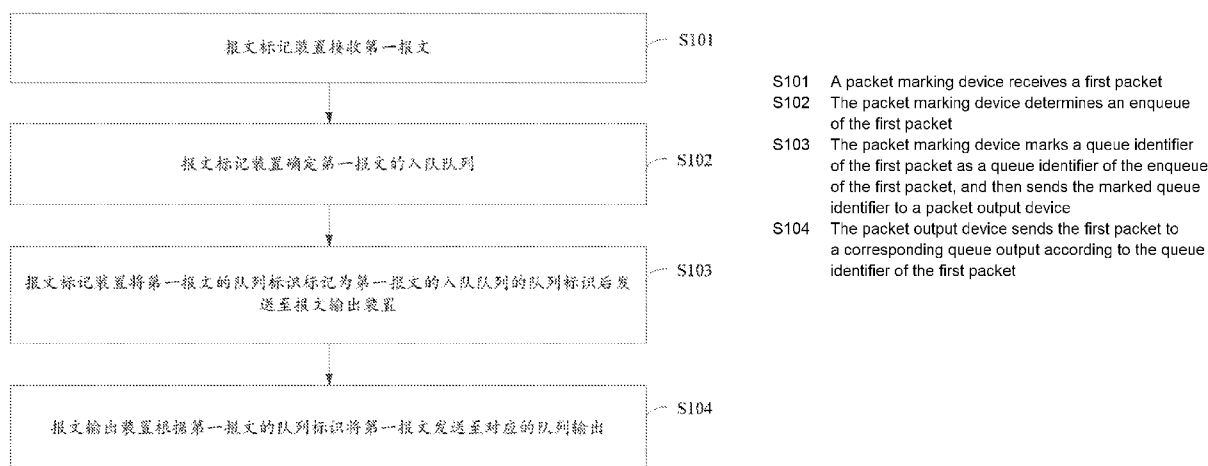 报文标记装置接收第一报文
S101
报文标记装置确定第一报文的入队队列
S102
报文标记装置将第一报文的队列标识标记为第一报文的入队队列的队列标识后发
送至报文输出装置
S103
报文输出装置根据第一报文的队列标识将第一报文发送至对应的队列输出
S104
S101 A packet marking device receives a first packet
S102 The packet marking device determines an enqueue
of the first packet
S103 The packet marking device marks a queue identifier
of the first packet as a queue identifier of the enqueue
of the first packet, and then sends the marked queue
identifier to a packet output device
S104 The packet output device sends the first packet to
a corresponding queue output according to the queue
identifier of the first packet